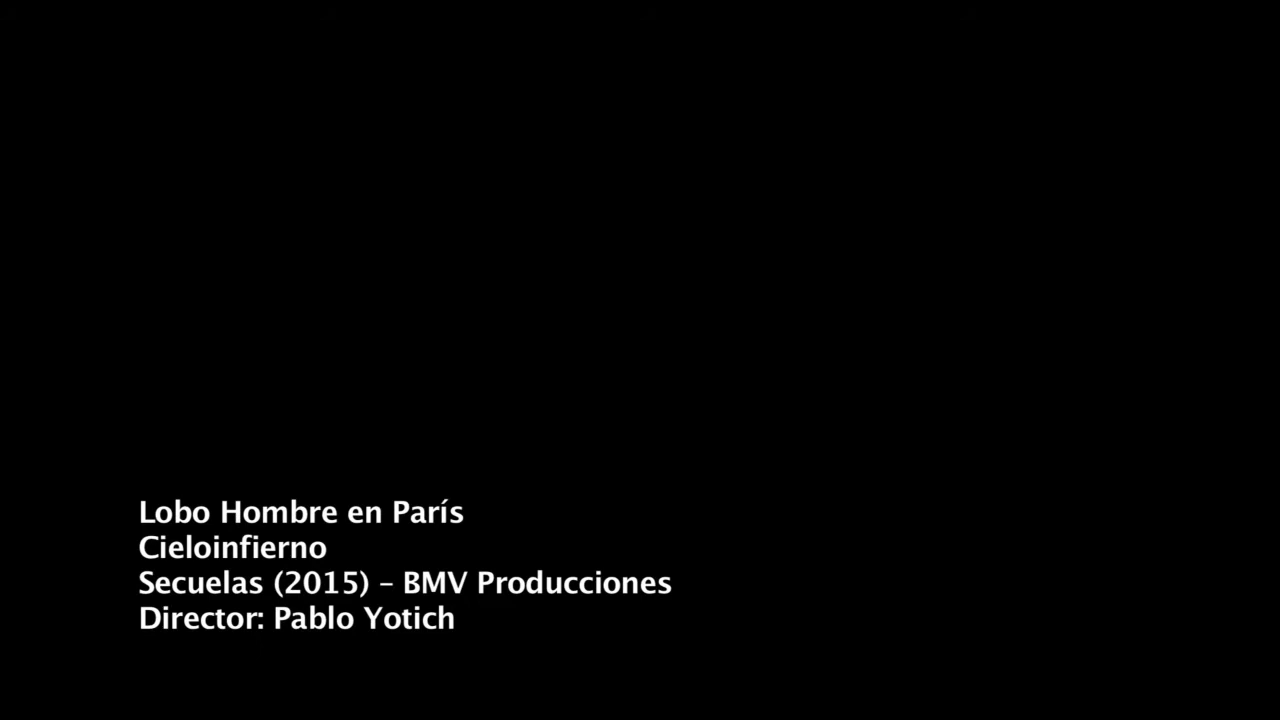 Lobo Hombre en París
Cieloinfierno
Secuelas (2015) – BMV Producciones
Director: Pablo Yotich